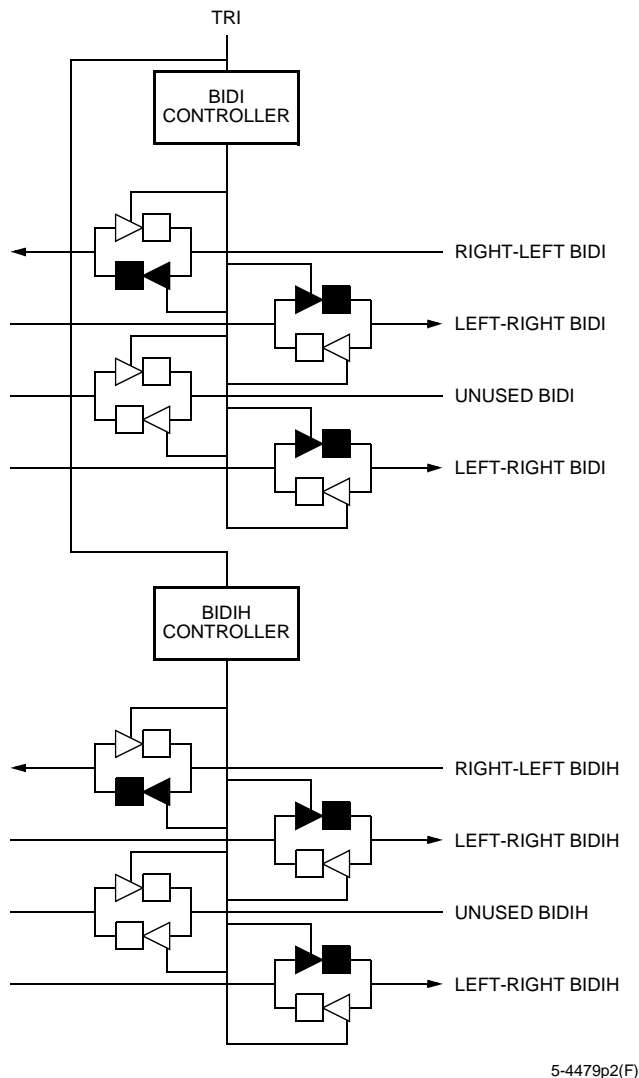 TRI
BIDI
CONTROLLER
RIGHT-LEFT BIDI
LEFT-RIGHT BIDI
UNUSED BIDI
LEFT-RIGHT BIDI
BIDIH
CONTROLLER
RIGHT-LEFT BIDIH
LEFT-RIGHT BIDIH
UNUSED BIDIH
LEFT-RIGHT BIDIH
5-4479p2(F)